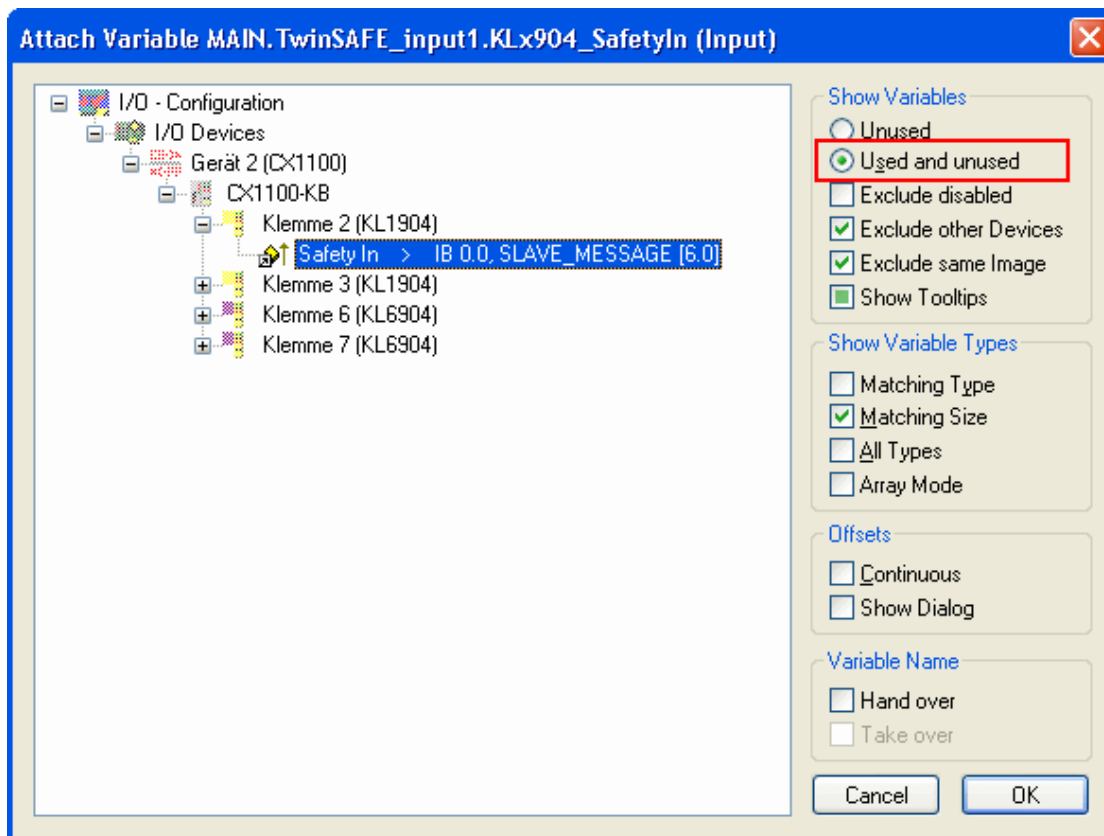 Attach Variable MAIN.TwinSAFE_input1.KLx904_SafetyIn (Input)
I/O - Configuration
I/O Devices
Gerät 2 (CX1100)
CX1100-KB
Klemme 2 (KL1904)
Safety In > IB 0.0, SLAVE_MESSAGE [6.0]
Klemme 3 (KL1904)
Klemme 6 (KL6904)
Klemme 7 (KL6904)
Show Variables
Unused
Used and unused
Exclude disabled
Exclude other Devices
Exclude same Image
Show Tooltips
Show Variable Types
Matching Type
Matching Size
All Types
Array Mode
Offsets
Continuous
Show Dialog
Variable Name
Hand over
Take over
Cancel
OK